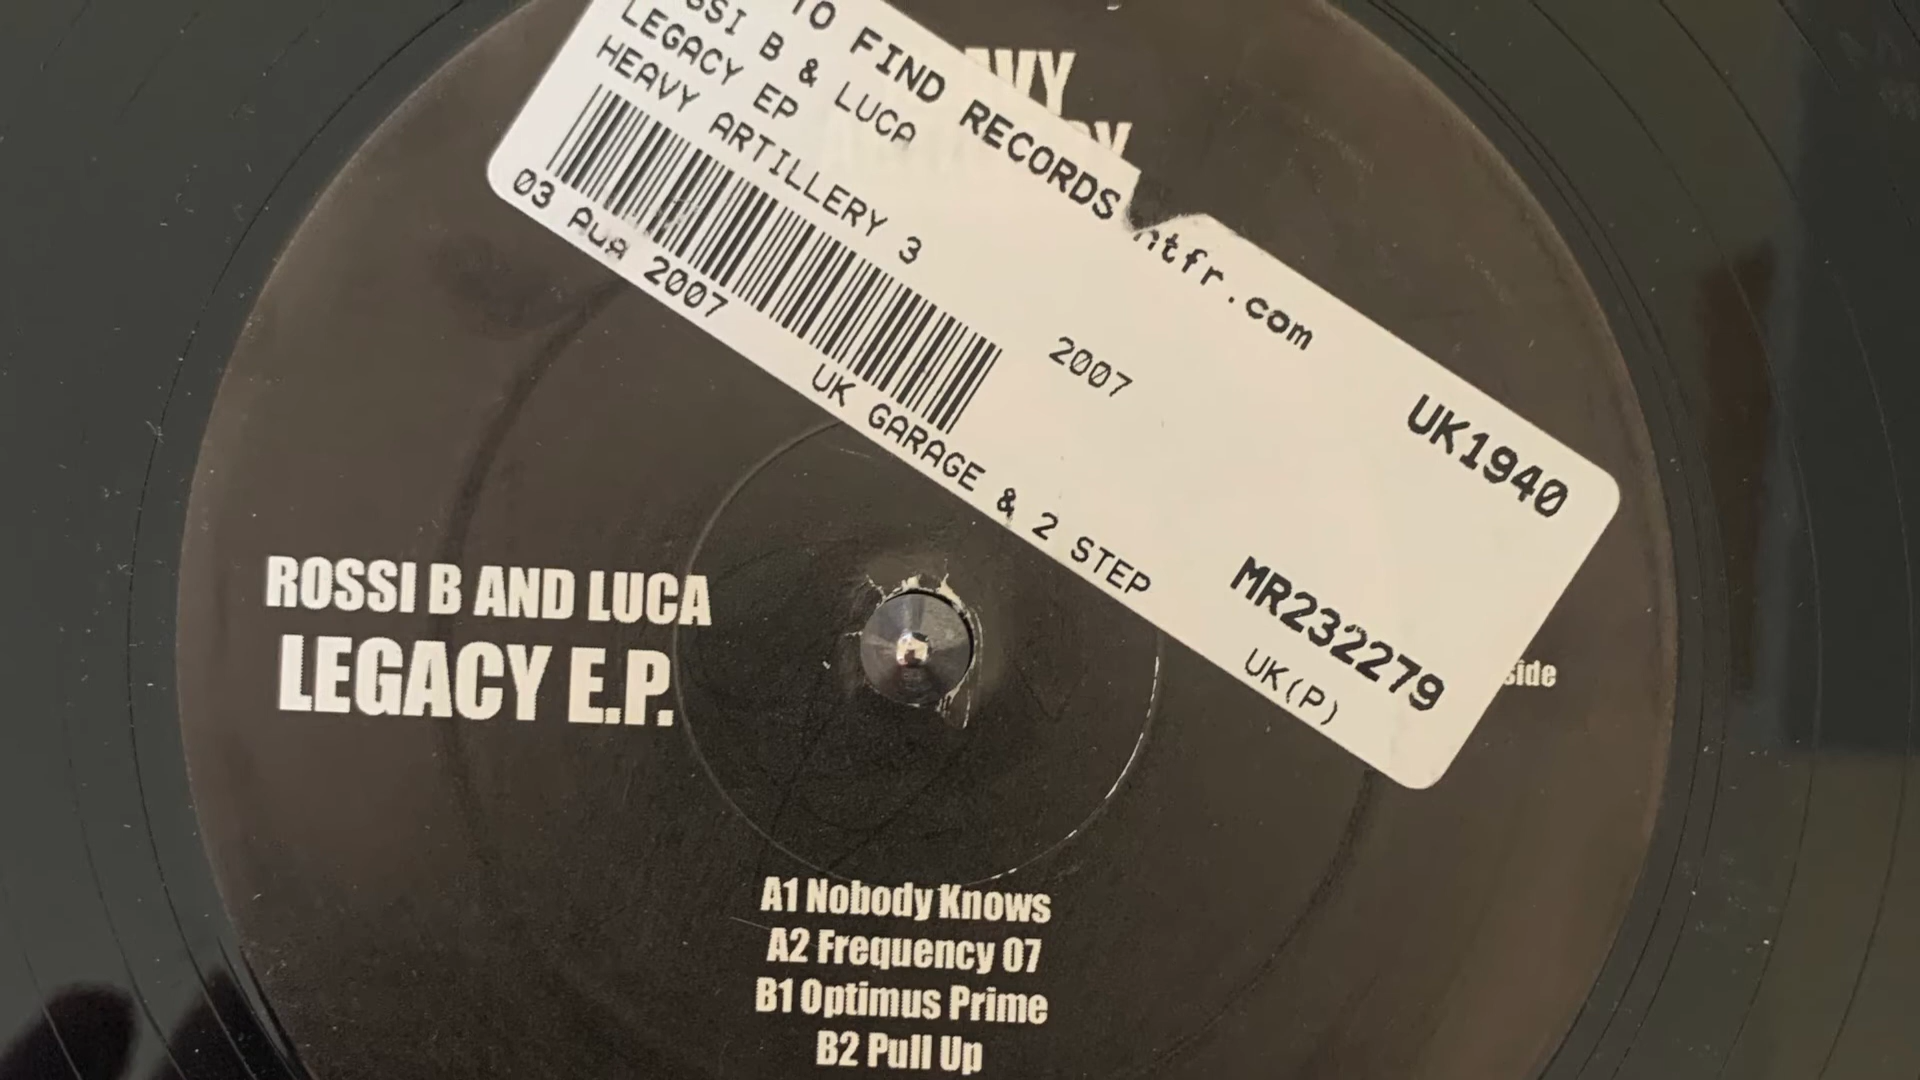 TO FIND RECORDS htfr.com
SSI B & LUCA
LEGACY EP
HEAVY ARTILLERY 3
03 Aug 2007
2007
UK1940
UK GARAGE & 2 STEP
MR232279
UK(P)
side
ROSSI B AND LUCA
LEGACY E.P.
A1 Nobody Knows
A2 Frequency 07
B1 Optimus Prime
B2 Pull Up